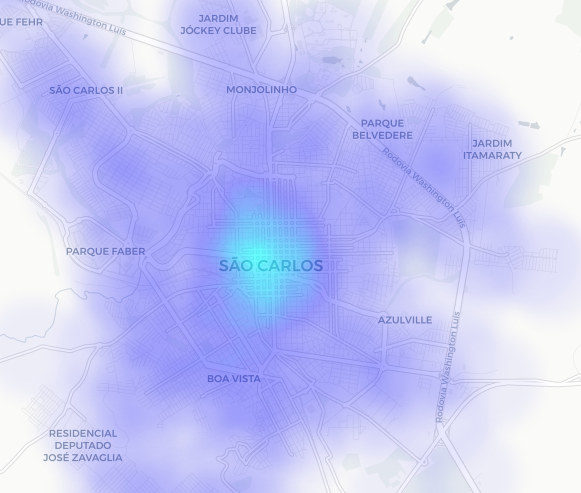 Rodovia Washington Luís
JARDIM
JÓCKEY CLUBE
UE FEHR
SÃO CARLOS II
MONJOLINHO
PARQUE
BELVEDERE
JARDIM
ITAMARATY
Rodovia Washington Luís
PARQUE FABER
SÃO CARLOS
AZULVILLE
Rodovia Washington Luís
BOA VISTA
RESIDENCIAL
DEPUTADO
JOSÉ ZAVAGLIA